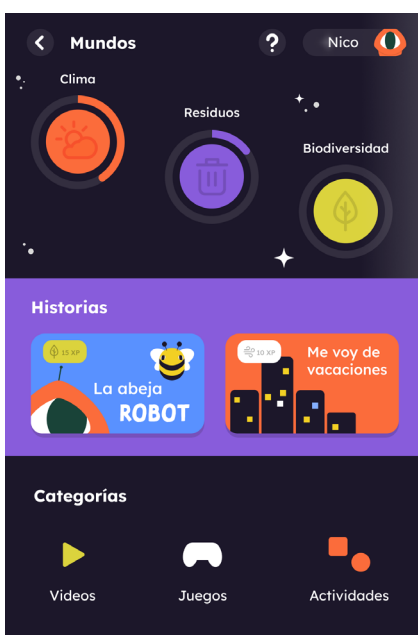 Mundos
?
Nico
Clima
Residuos
Biodiversidad
Historias
15 XP
La abeja
ROBOT
10 XP
Me voy de
vacaciones
Categorías
Videos
Juegos
Actividades